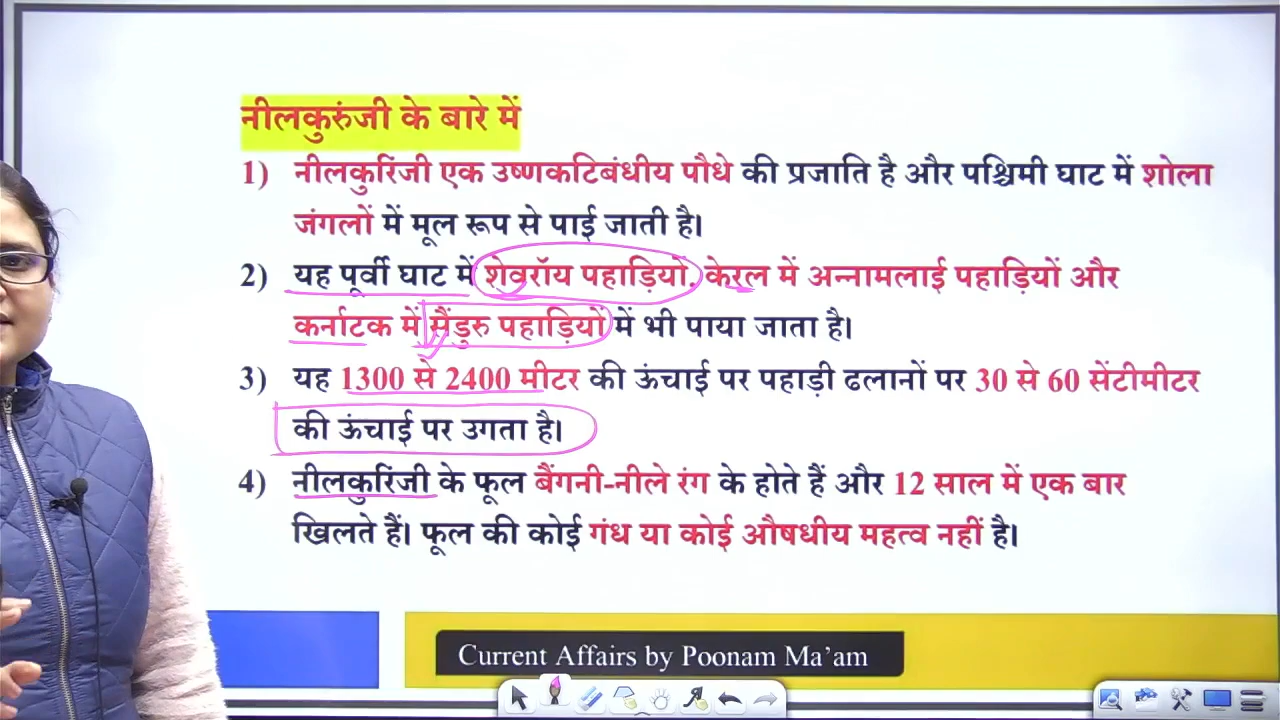 नीलकुरुंजी के बारे में
1) नीलकुरिंजी एक उष्णकटिबंधीय पौधे की प्रजाति है और पश्चिमी घाट में शोला
जंगलों में मूल रूप से पाई जाती है।
2) यह पूर्वी घाट में शेवरॉय पहाड़ियों. केरल में अन्नामलाई पहाड़ियों और
कर्नाटक में सैंडुरु पहाड़ियों में भी पाया जाता है।
3) यह 1300 से 2400 मीटर की ऊंचाई पर पहाड़ी ढलानों पर 30 से 60 सेंटीमीटर
की ऊंचाई पर उगता है।
4) नीलकुरिंजी के फूल बैंगनी-नीले रंग के होते हैं और 12 साल में एक बार
खिलते हैं। फूल की कोई गंध या कोई औषधीय महत्व नहीं है।
Current Affairs by Poonam Ma’am